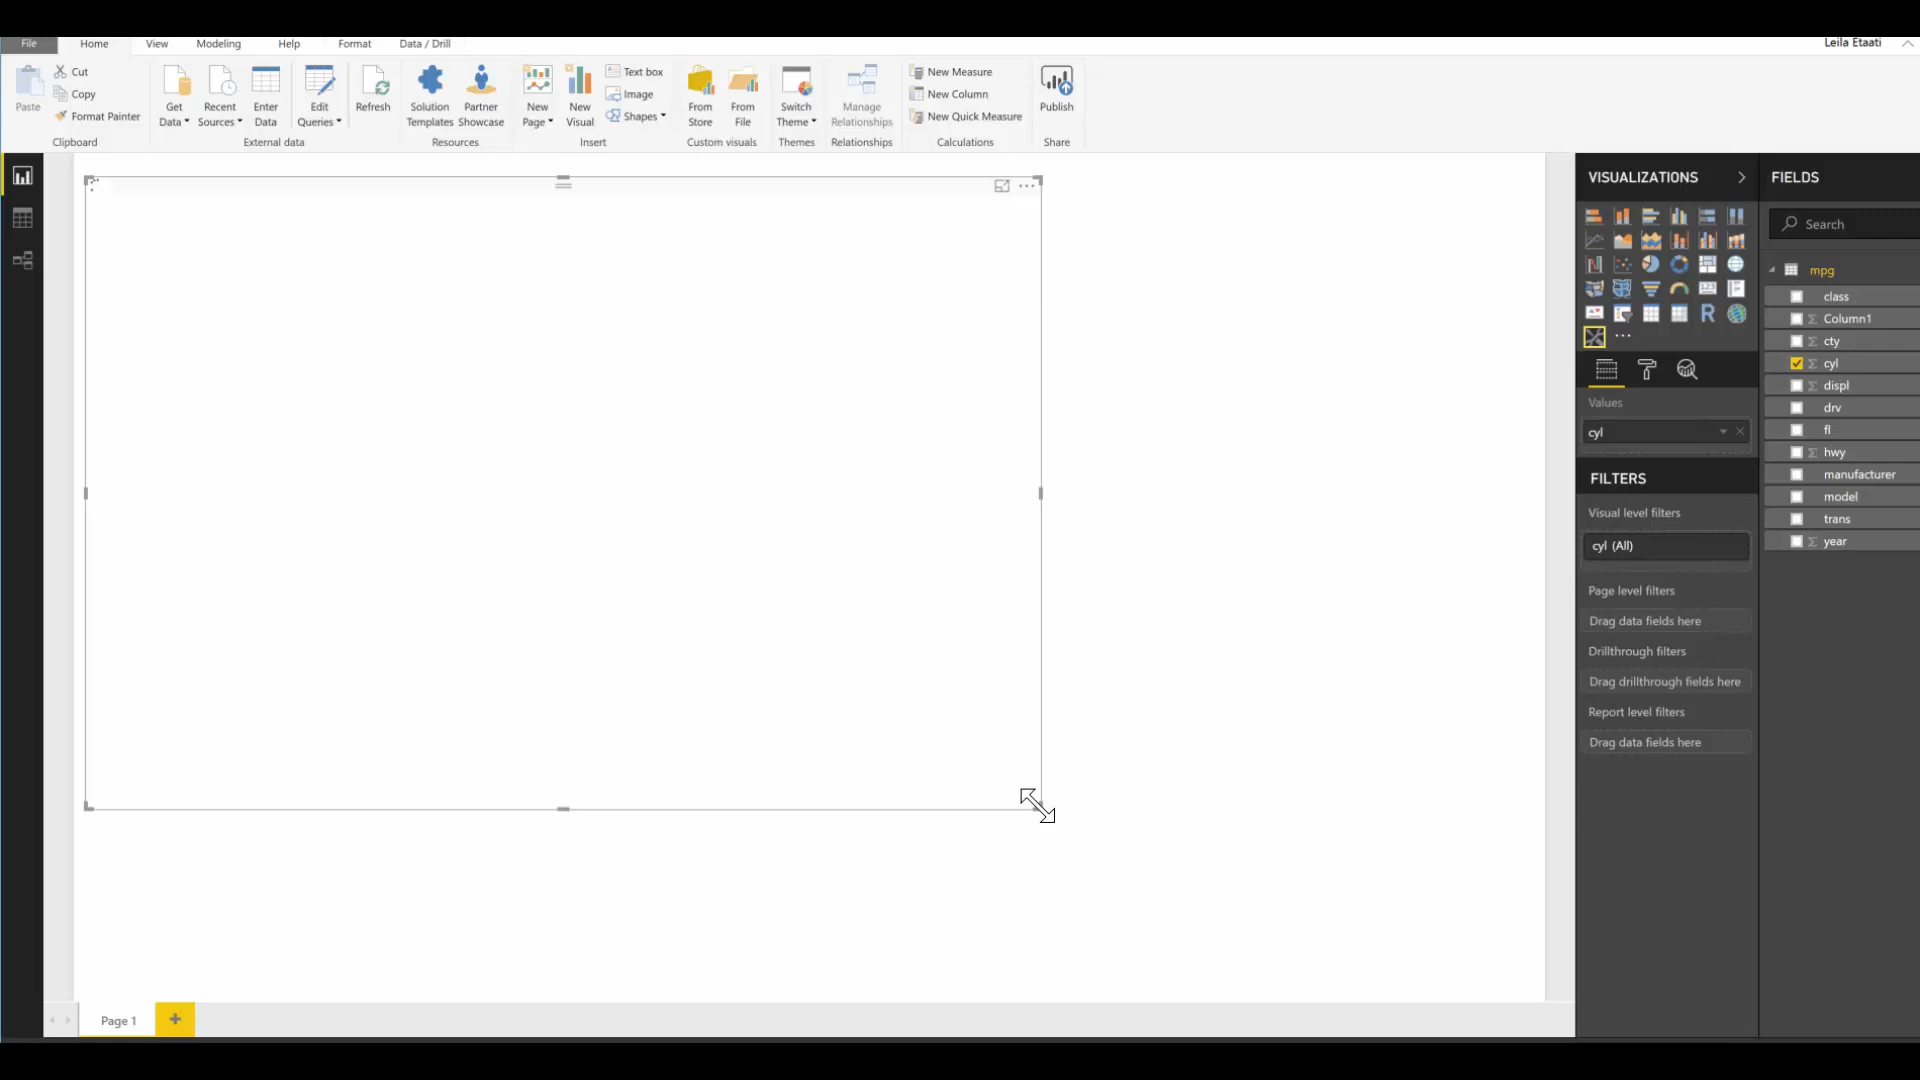 File Home View Modeling Help Format Data / Drill Leila Etaati
Paste Cut Copy Format Painter
Clipboard
Get Data Recent Sources Enter Data Edit Queries Refresh
External data
Solution Templates Partner Showcase
Resources
New Page New Visual Text box Image Shapes
Insert
From Store From File
Custom visuals
Switch Theme
Themes
Manage Relationships
Relationships
New Measure
New Column
New Quick Measure
Calculations
Publish
Share
VISUALIZATIONS
R
Values
cyl
FILTERS
Visual level filters
cyl (All)
Page level filters
Drag data fields here
Drillthrough filters
Drag drillthrough fields here
Report level filters
Drag data fields here
FIELDS
Search
mpg
class
Column1
cty
cyl
displ
drv
fl
hwy
manufacturer
model
trans
year
Page 1